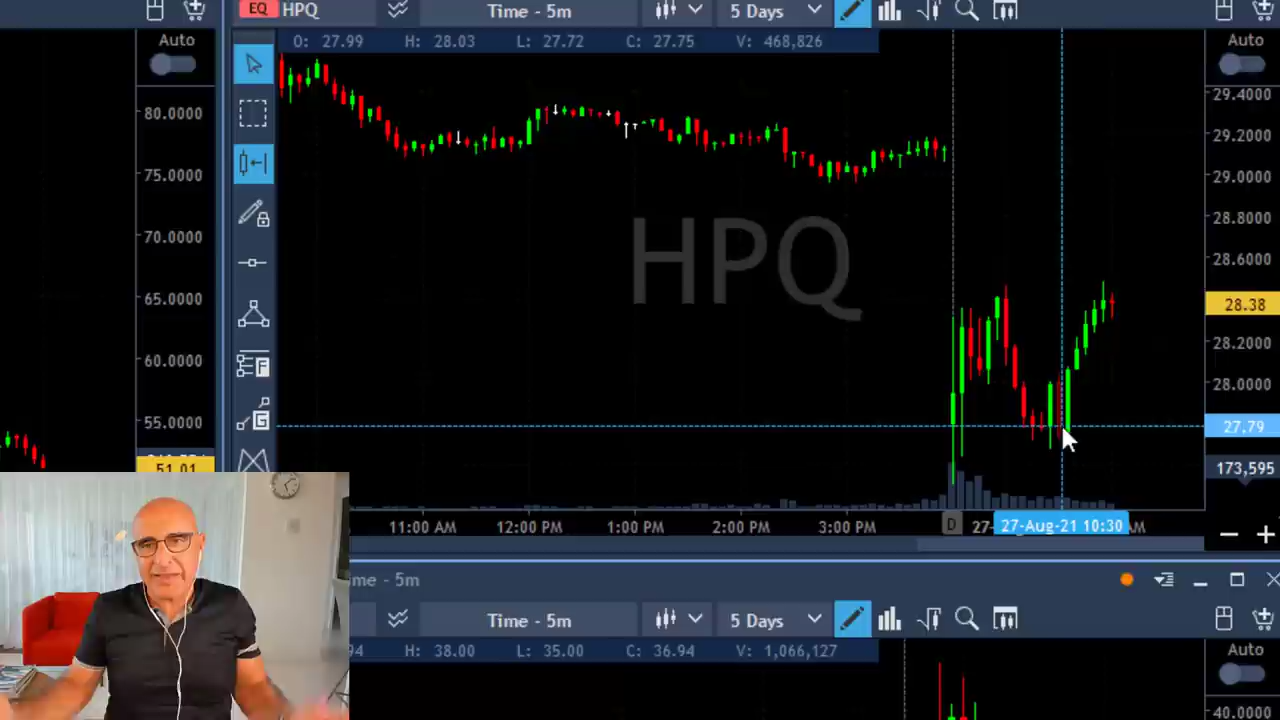 EQ HPQ Time - 5m 5 Days
O: 27.99 H: 28.03 L: 27.72 C: 27.75 V: 468,826
Auto
80.0000
75.0000
70.0000
65.0000
60.0000
55.0000
51.01
HPQ
Auto
29.4000
29.2000
29.0000
28.8000
28.6000
28.38
28.2000
28.0000
27.79
173,595
F
G
11:00 AM 12:00 PM 1:00 PM 2:00 PM 3:00 PM D 27- 27-Aug-21 10:30 AM
me - 5m
Time - 5m 5 Days
94 H: 38.00 L: 35.00 C: 36.94 V: 1,066,127
Auto
40.0000